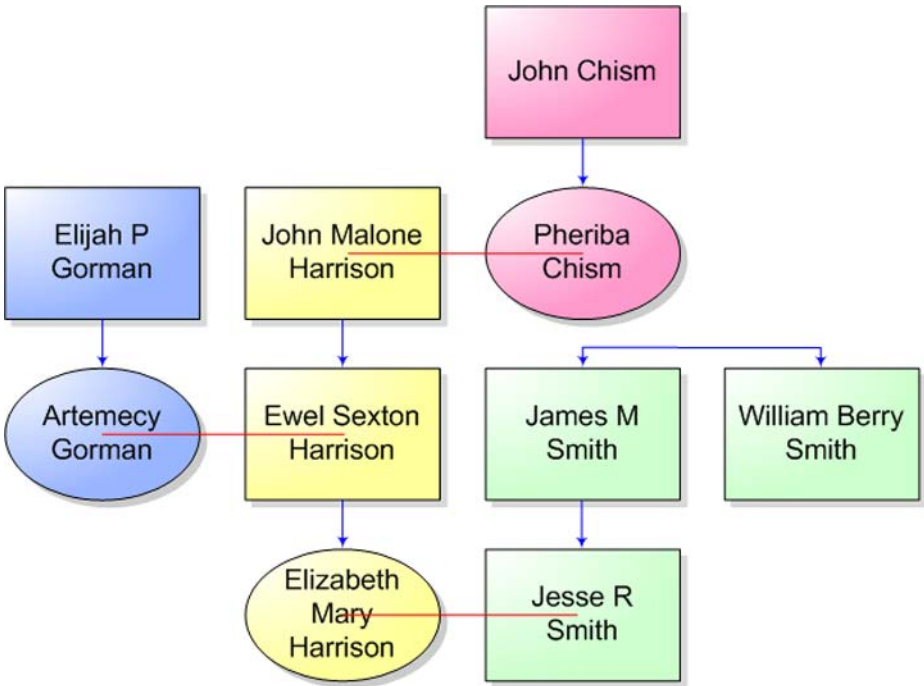 John Chism
Elijah P
Gorman
John Malone
Harrison
Pheriba
Chism
Artemecy
Gorman
Ewel Sexton
Harrison
James M
Smith
William Berry
Smith
Elizabeth
Mary
Harrison
Jesse R
Smith